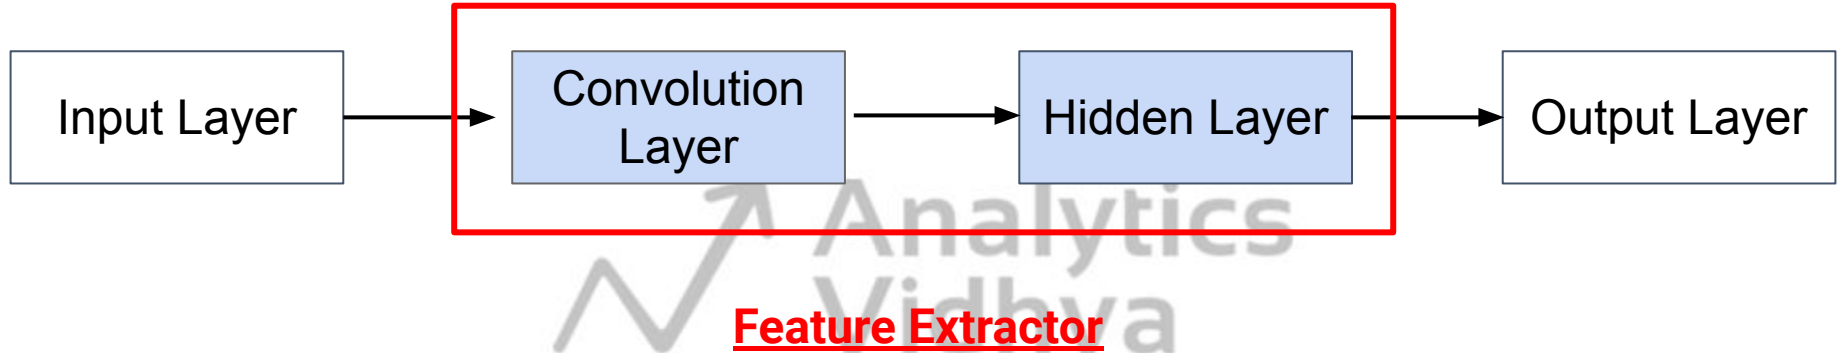 Input Layer
Convolution
Layer
Hidden Layer
Output Layer
Analytics
Vidhya
Feature Extractor